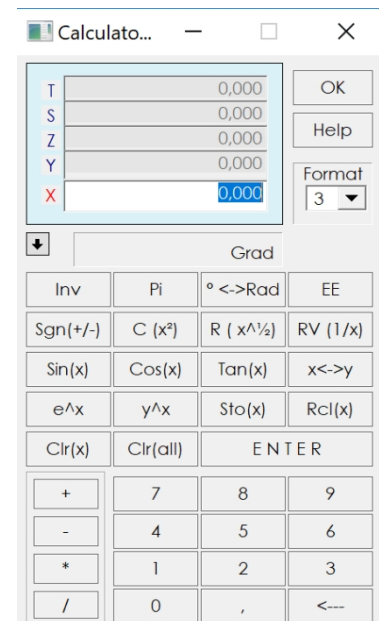 Calculato...
T 0,000 OK
S 0,000
Z 0,000 Help
Y 0,000
Format
X 0,000 3
Grad
Inv Pi ° <->Rad EE
Sgn(+/-) C (x²) R ( x^½) RV (1/x)
Sin(x) Cos(x) Tan(x) x<->y
e^x y^x Sto(x) Rcl(x)
Clr(x) Clr(all) ENTER
+ 7 8 9
- 4 5 6
* 1 2 3
/ 0 , <---